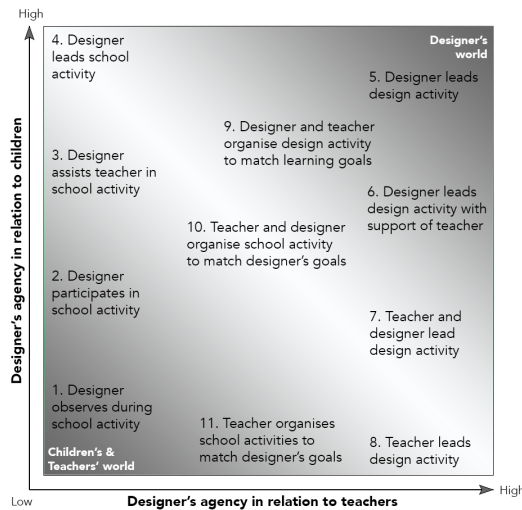 High
4. Designer
leads school
activity
Designer's
world
5. Designer leads
design activity
9. Designer and teacher
organise design activity
to match learning goals
3. Designer
assists teacher in
school activity
6. Designer leads
design activity with
support of teacher
10. Teacher and designer
organise school activity
to match designer's goals
2. Designer
participates in
school activity
7. Teacher and
designer lead
design activity
1. Designer
observes during
school activity
11. Teacher organises
school activities to
match designer's goals
8. Teacher leads
design activity
Children's &
Teachers' world
Designer's agency in relation to children
Low
Designer's agency in relation to teachers
High